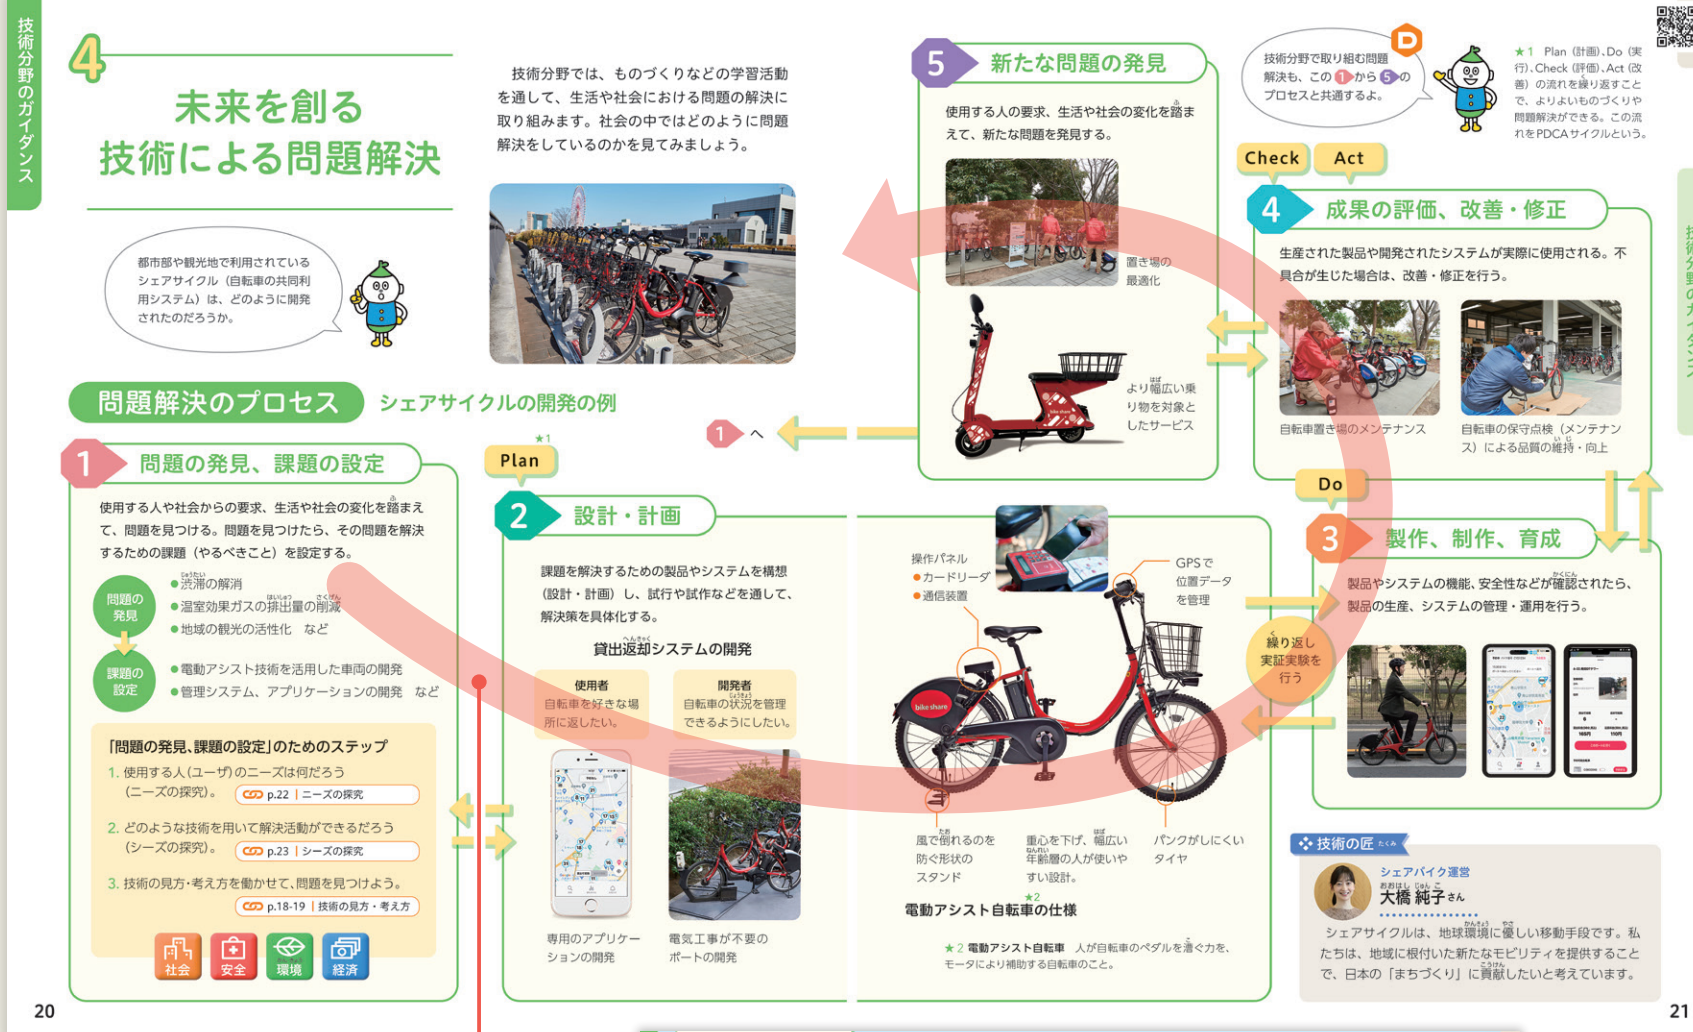 技術分野のガイダンス
4
未来を創る
技術による問題解決
技術分野では、ものづくりなどの学習活動
を通して、生活や社会における問題の解決に
取り組みます。社会の中ではどのように問題
解決をしているのかを見てみましょう。
都市部や観光地で利用されている
シェアサイクル（自転車の共同利
用システム）は、どのように開発
されたのだろうか。
問題解決のプロセス
シェアサイクルの開発の例
1 問題の発見、課題の設定
使用する人や社会からの要求、生活や社会の変化を踏まえ
て、問題を見つける。問題を見つけたら、その問題を解決
するための課題（やるべきこと）を設定する。
問題の
発見
●渋滞の解消
●温室効果ガスの排出量の削減
●地域の観光の活性化 など
課題の
設定
●電動アシスト技術を活用した車両の開発
●管理システム、アプリケーションの開発 など
「問題の発見、課題の設定」のためのステップ
1. 使用する人（ユーザ）のニーズは何だろう
（ニーズの探究）。 p.22 | ニーズの探究
2. どのような技術を用いて解決活動ができるだろう
（シーズの探究）。 p.23 | シーズの探究
3. 技術の見方・考え方を働かせて、問題を見つけよう。
p.18-19 | 技術の見方・考え方
社会
安全
環境
経済
20
★1
Plan
2 設計・計画
課題を解決するための製品やシステムを構想
（設計・計画）し、試行や試作などを通して、
解決策を具体化する。
貸出返却システムの開発
使用者
自転車を好きな場
所に返したい。
開発者
自転車の状況を管理
できるようにしたい。
専用のアプリケー
ションの開発
電気工事が不要の
ポートの開発
操作パネル
●カードリーダ
●通信装置
GPSで
位置データ
を管理
bike share
風で倒れるのを
防ぐ形状の
スタンド
重心を下げ、幅広い
年齢層の人が使いや
すい設計。
パンクがしにくい
タイヤ
★2
電動アシスト自転車の仕様
★2 電動アシスト自転車 人が自転車のペダルを漕ぐ力を、
モータにより補助する自転車のこと。
繰り返し
実証実験を
行う
Do
3 製作、制作、育成
製品やシステムの機能、安全性などが確認されたら、
製品の生産、システムの管理・運用を行う。
Check
Act
4 成果の評価、改善・修正
生産された製品や開発されたシステムが実際に使用される。不
具合が生じた場合は、改善・修正を行う。
自転車置き場のメンテナンス
自転車の保守点検（メンテナン
ス）による品質の維持・向上
5 新たな問題の発見
使用する人の要求、生活や社会の変化を踏ま
えて、新たな問題を発見する。
置き場の
最適化
bike share
より幅広い乗
り物を対象と
したサービス
1 へ
D
技術分野で取り組む問題
解決も、この1から5の
プロセスと共通するよ。
★1 Plan（計画）、Do（実
行）、Check（評価）、Act（改
善）の流れを繰り返すこと
で、よりよいものづくりや
問題解決ができる。この流
れをPDCAサイクルという。
技術の匠 たくみ
シェアバイク運営
大橋 純子さん
シェアサイクルは、地球環境に優しい移動手段です。私
たちは、地域に根付いた新たなモビリティを提供すること
で、日本の「まちづくり」に貢献したいと考えています。
技術分野のガイダンス
21